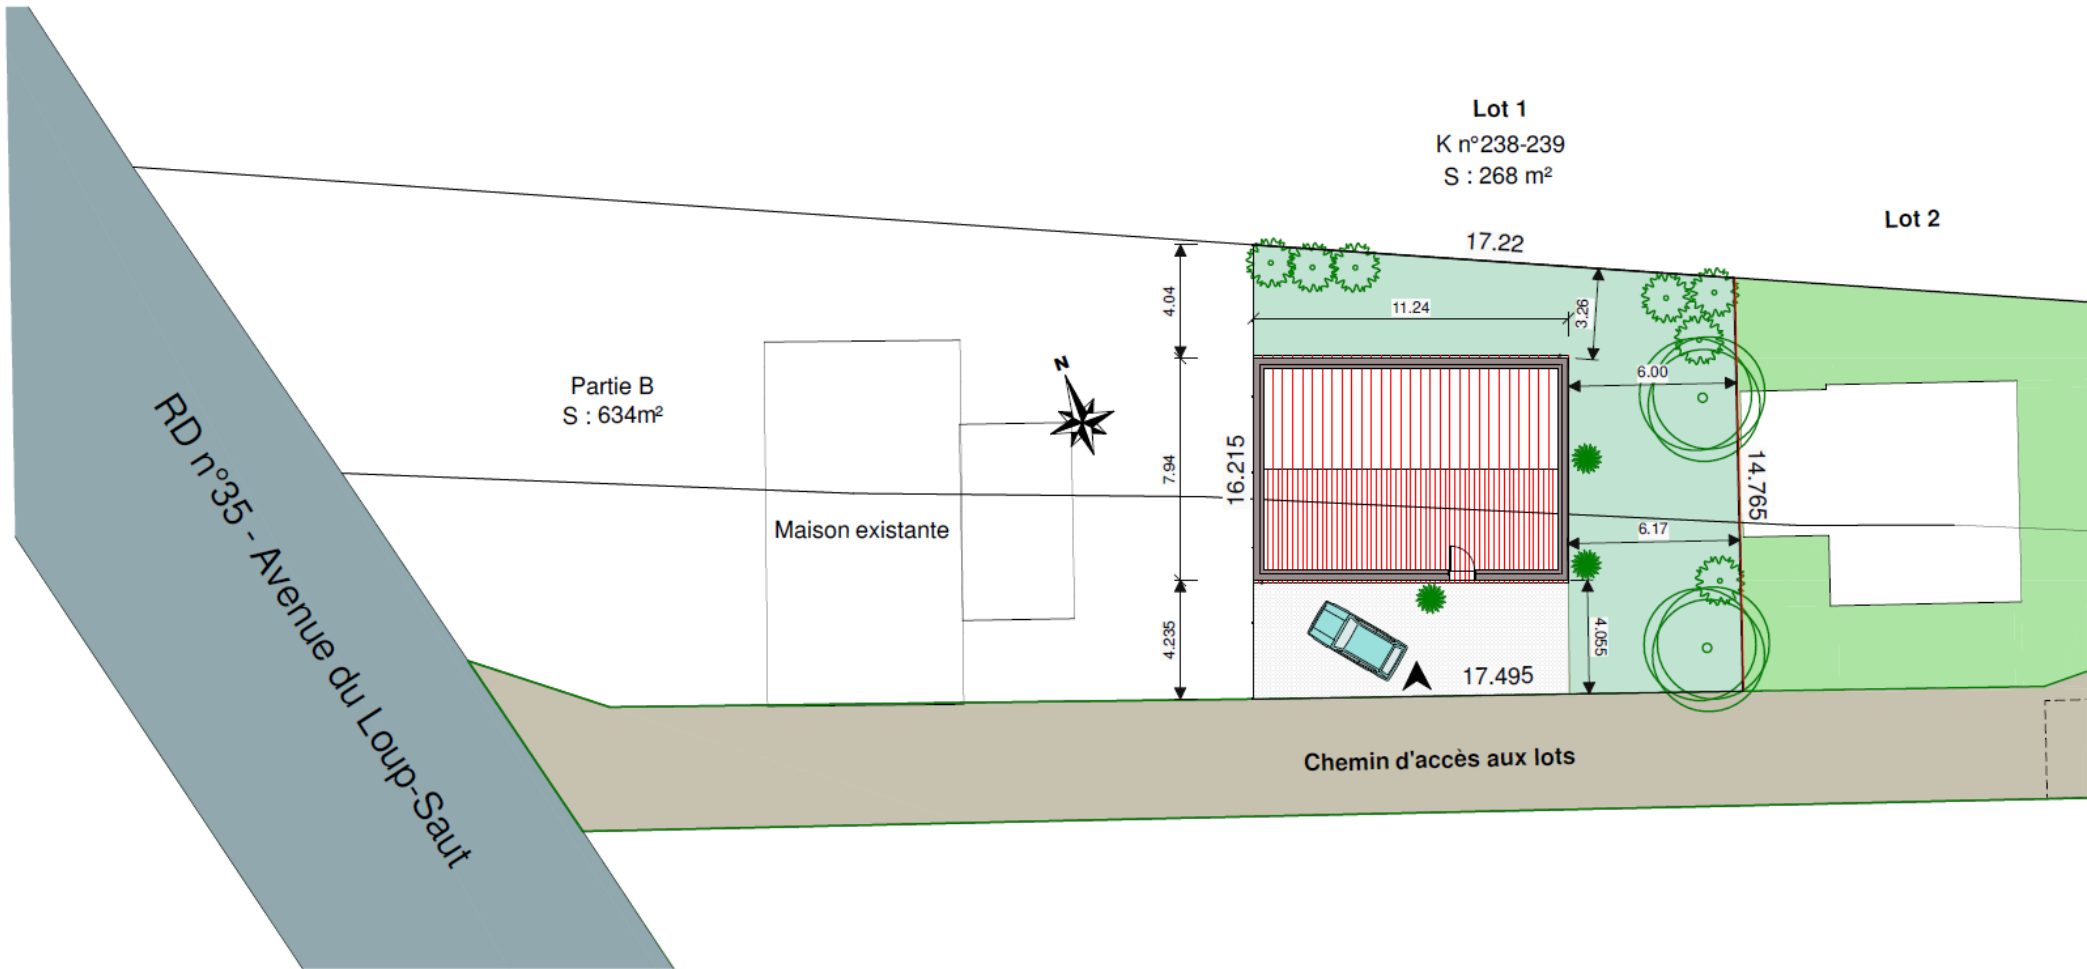 Lot 1
K n°238-239
S : 268 m²
Lot 2
17.22
4.04
11.24
3.26
N
Partie B
S : 634m²
6.00
RD n°35 - Avenue du Loup-Saut
7.94
16.215
14.765
Maison existante
6.17
4.235
4.055
17.495
Chemin d'accès aux lots